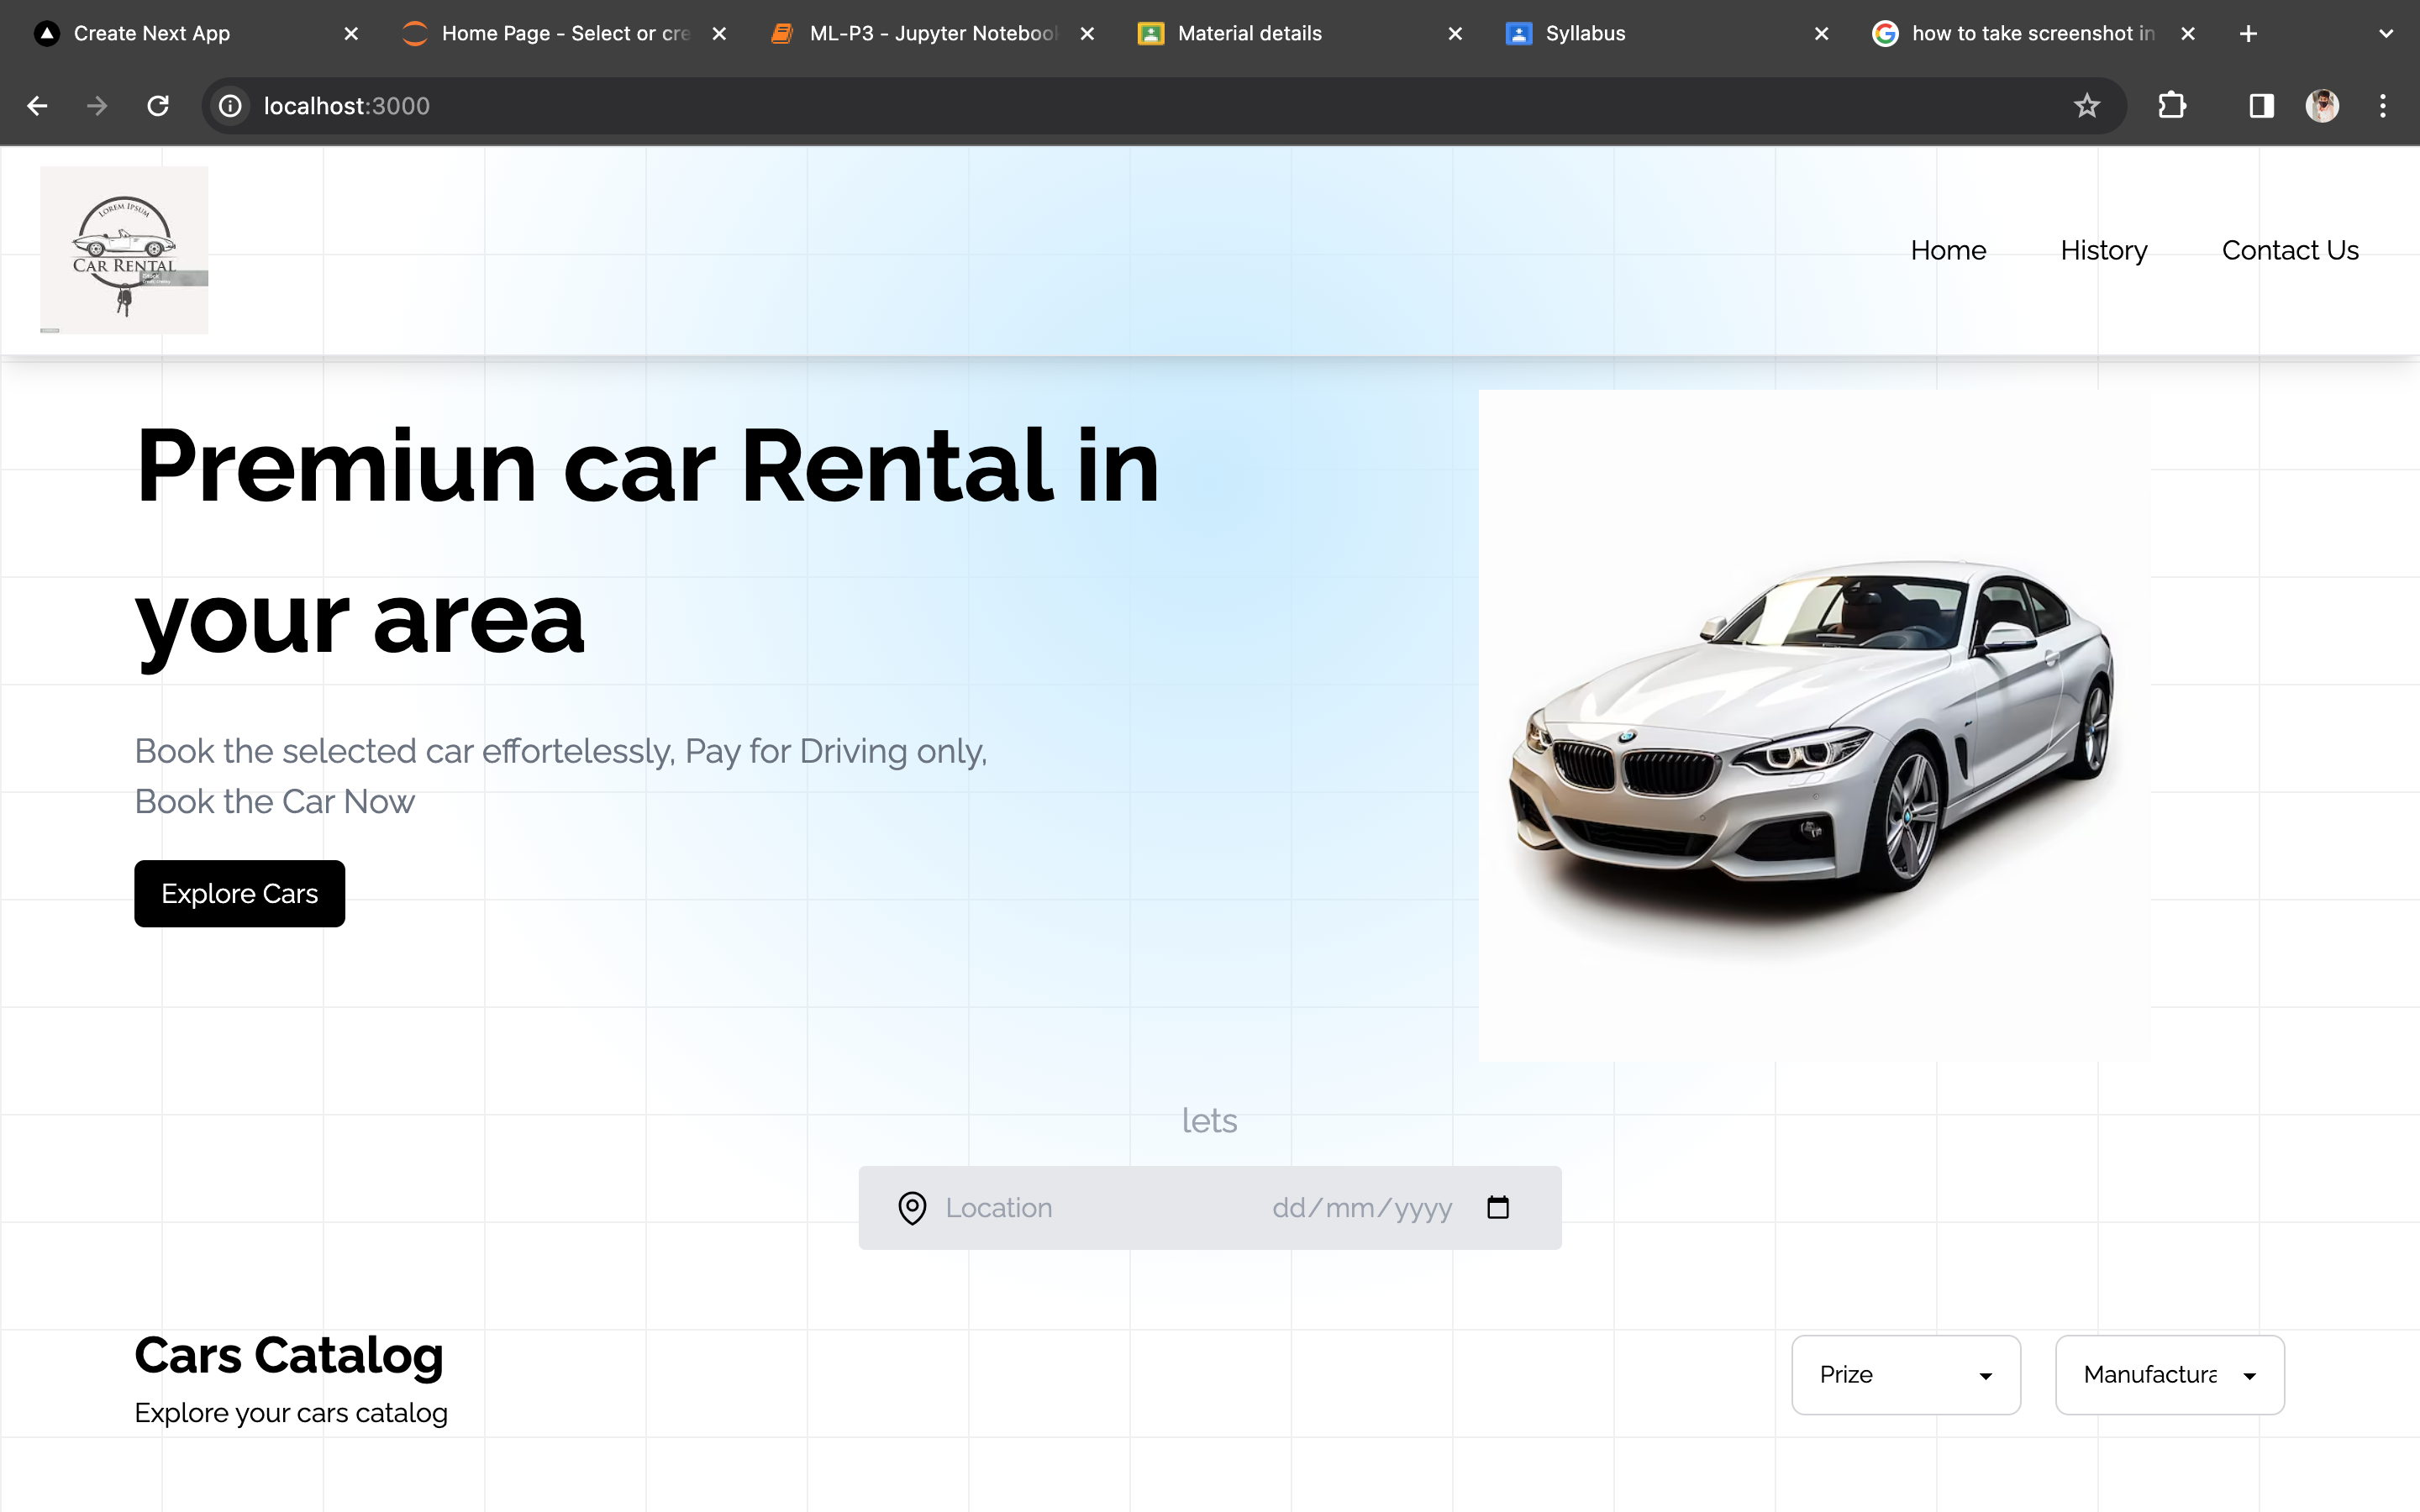 Create Next App
Home Page - Select or cre
ML-P3 - Jupyter Noteboo
Material details
Syllabus
how to take screenshot in
localhost:3000
LOREM IPSUM
CAR RENTAL
Home
History
Contact Us
Premiun car Rental in
your area
Book the selected car effortelessly, Pay for Driving only,
Book the Car Now
Explore Cars
lets
Location
dd/mm/yyyy
Cars Catalog
Explore your cars catalog
Prize
Manufactura